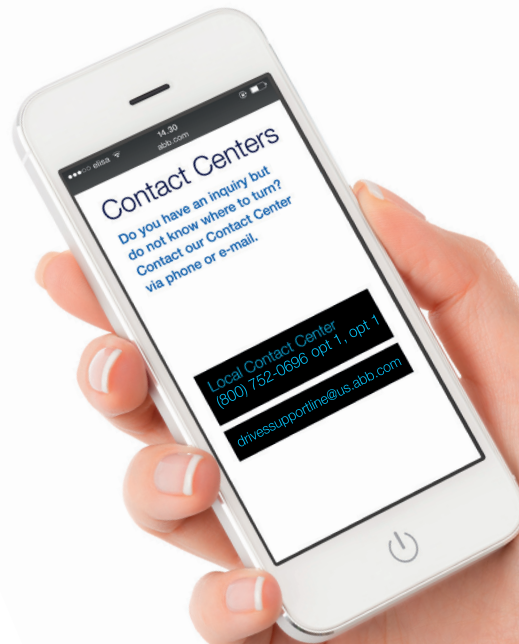 ●●●○○ elisa
14.30
abb.com
Contact Centers
Do you have an inquiry but
do not know where to turn?
Contact our Contact Center
via phone or e-mail.
Local Contact Center
(800) 752-0696 opt 1, opt 1
drivessupportline@us.abb.com